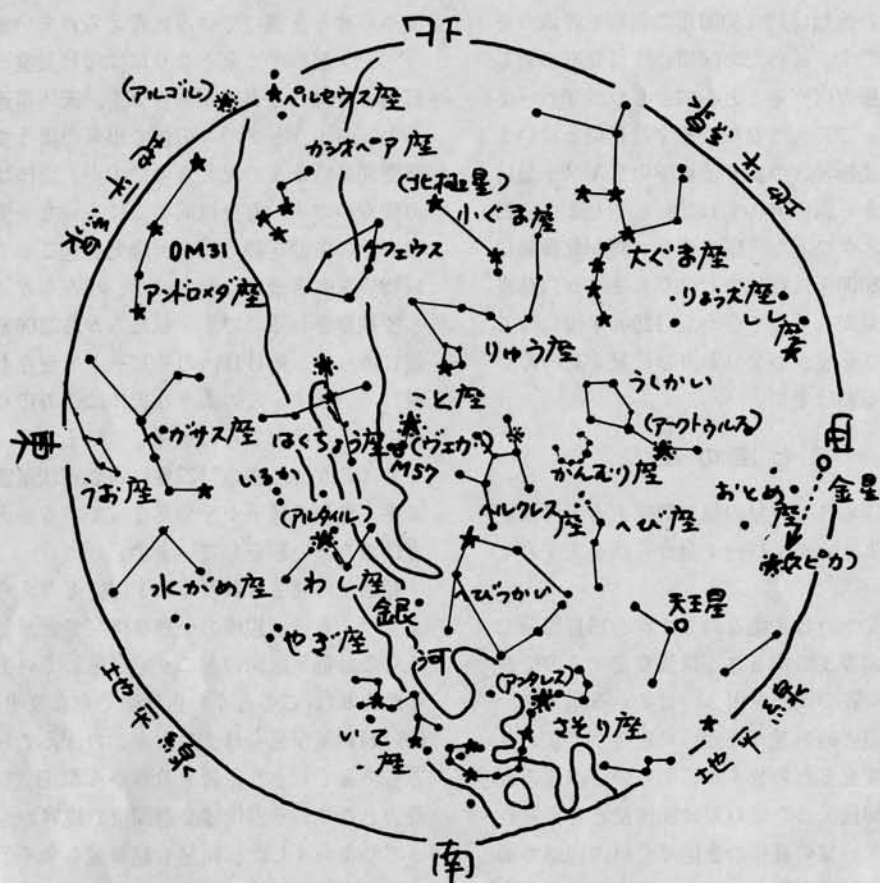 北
(アルゴル)
ペルセウス座
地平線
地平線
カシオペア座
(北極星)
小ぐま座
ケフェウス
OM31
アンドロメダ座
大ぐま座
りょうけん座
しし座
りゅう座
こと座
うしかい
(アークトゥルス)
東
西
ペガサス座
はくちょう座
(ヴェガ)
M57
かんむり座
うお座
いるか
ヘルクレス座
へび座
おとめ座
金星
(スピカ)
(アルタイル)
わし座
水がめ座
へびつかい
天王星
やぎ座
銀河
(アンタレス)
さそり座
いて座
地平線
地平線
南